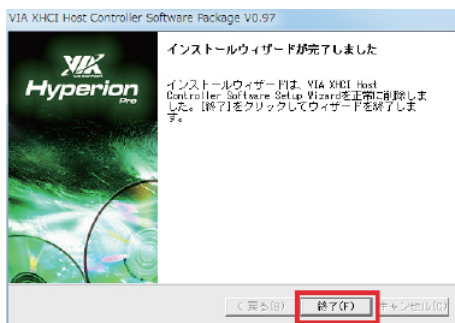 VIA XHCI Host Controller Software Package V0.97
VIA
Hyperion
Pro
インストールウィザードが完了しました
インストールウィザードは、VIA XHCI Host
Controller Software Setup Wizardを正常に削除しま
した。[終了]をクリックしてウィザードを終了しま
す。
< 戻る(B)
終了(F)
キャンセル(C)